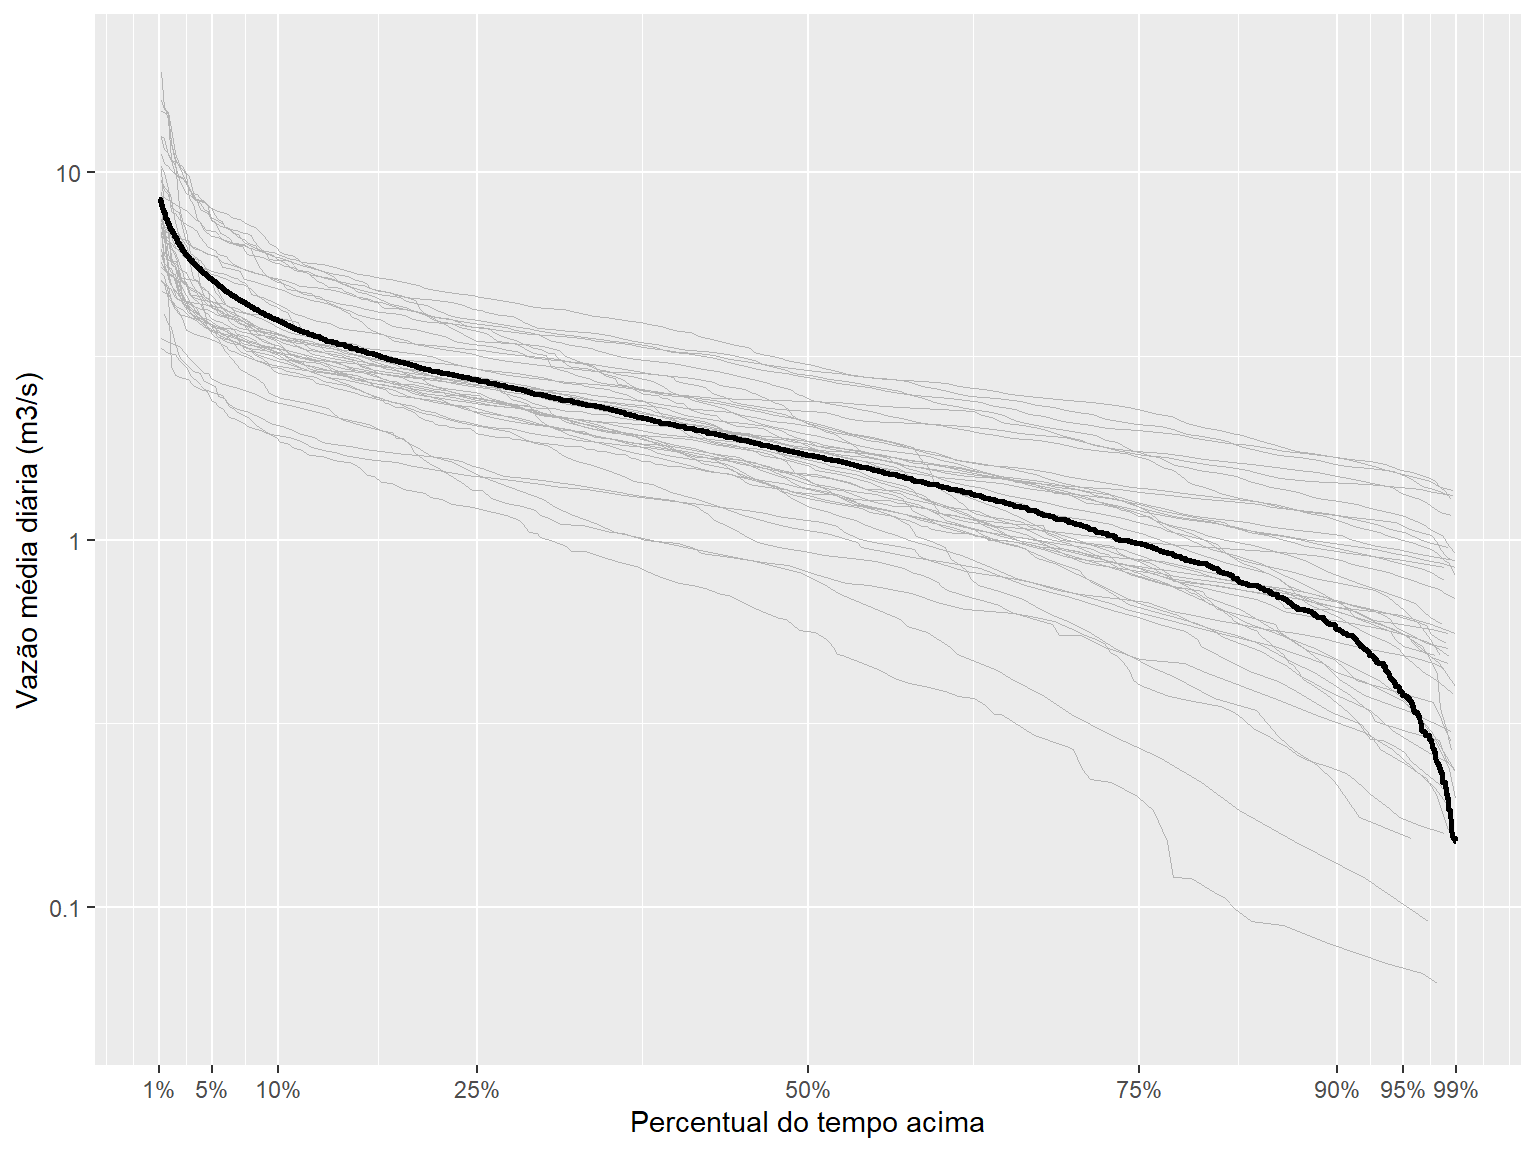 Vazão média diária (m3/s)
10
1
0.1
1% 5% 10% 25% 50% 75% 90% 95% 99%
Percentual do tempo acima